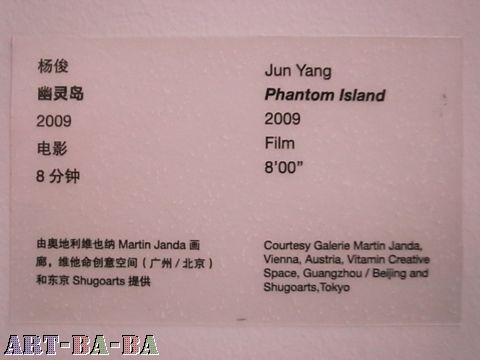 杨俊
幽灵岛
2009
电影
8 分钟
由奥地利维也纳 Martin Janda 画
廊，维他命创意空间（广州 / 北京）
和东京 Shugoarts 提供
Jun Yang
Phantom Island
2009
Film
8’00”
Courtesy Galerie Martin Janda,
Vienna, Austria, Vitamin Creative
Space, Guangzhou / Beijing and
Shugoarts,Tokyo
ART-BA-BA